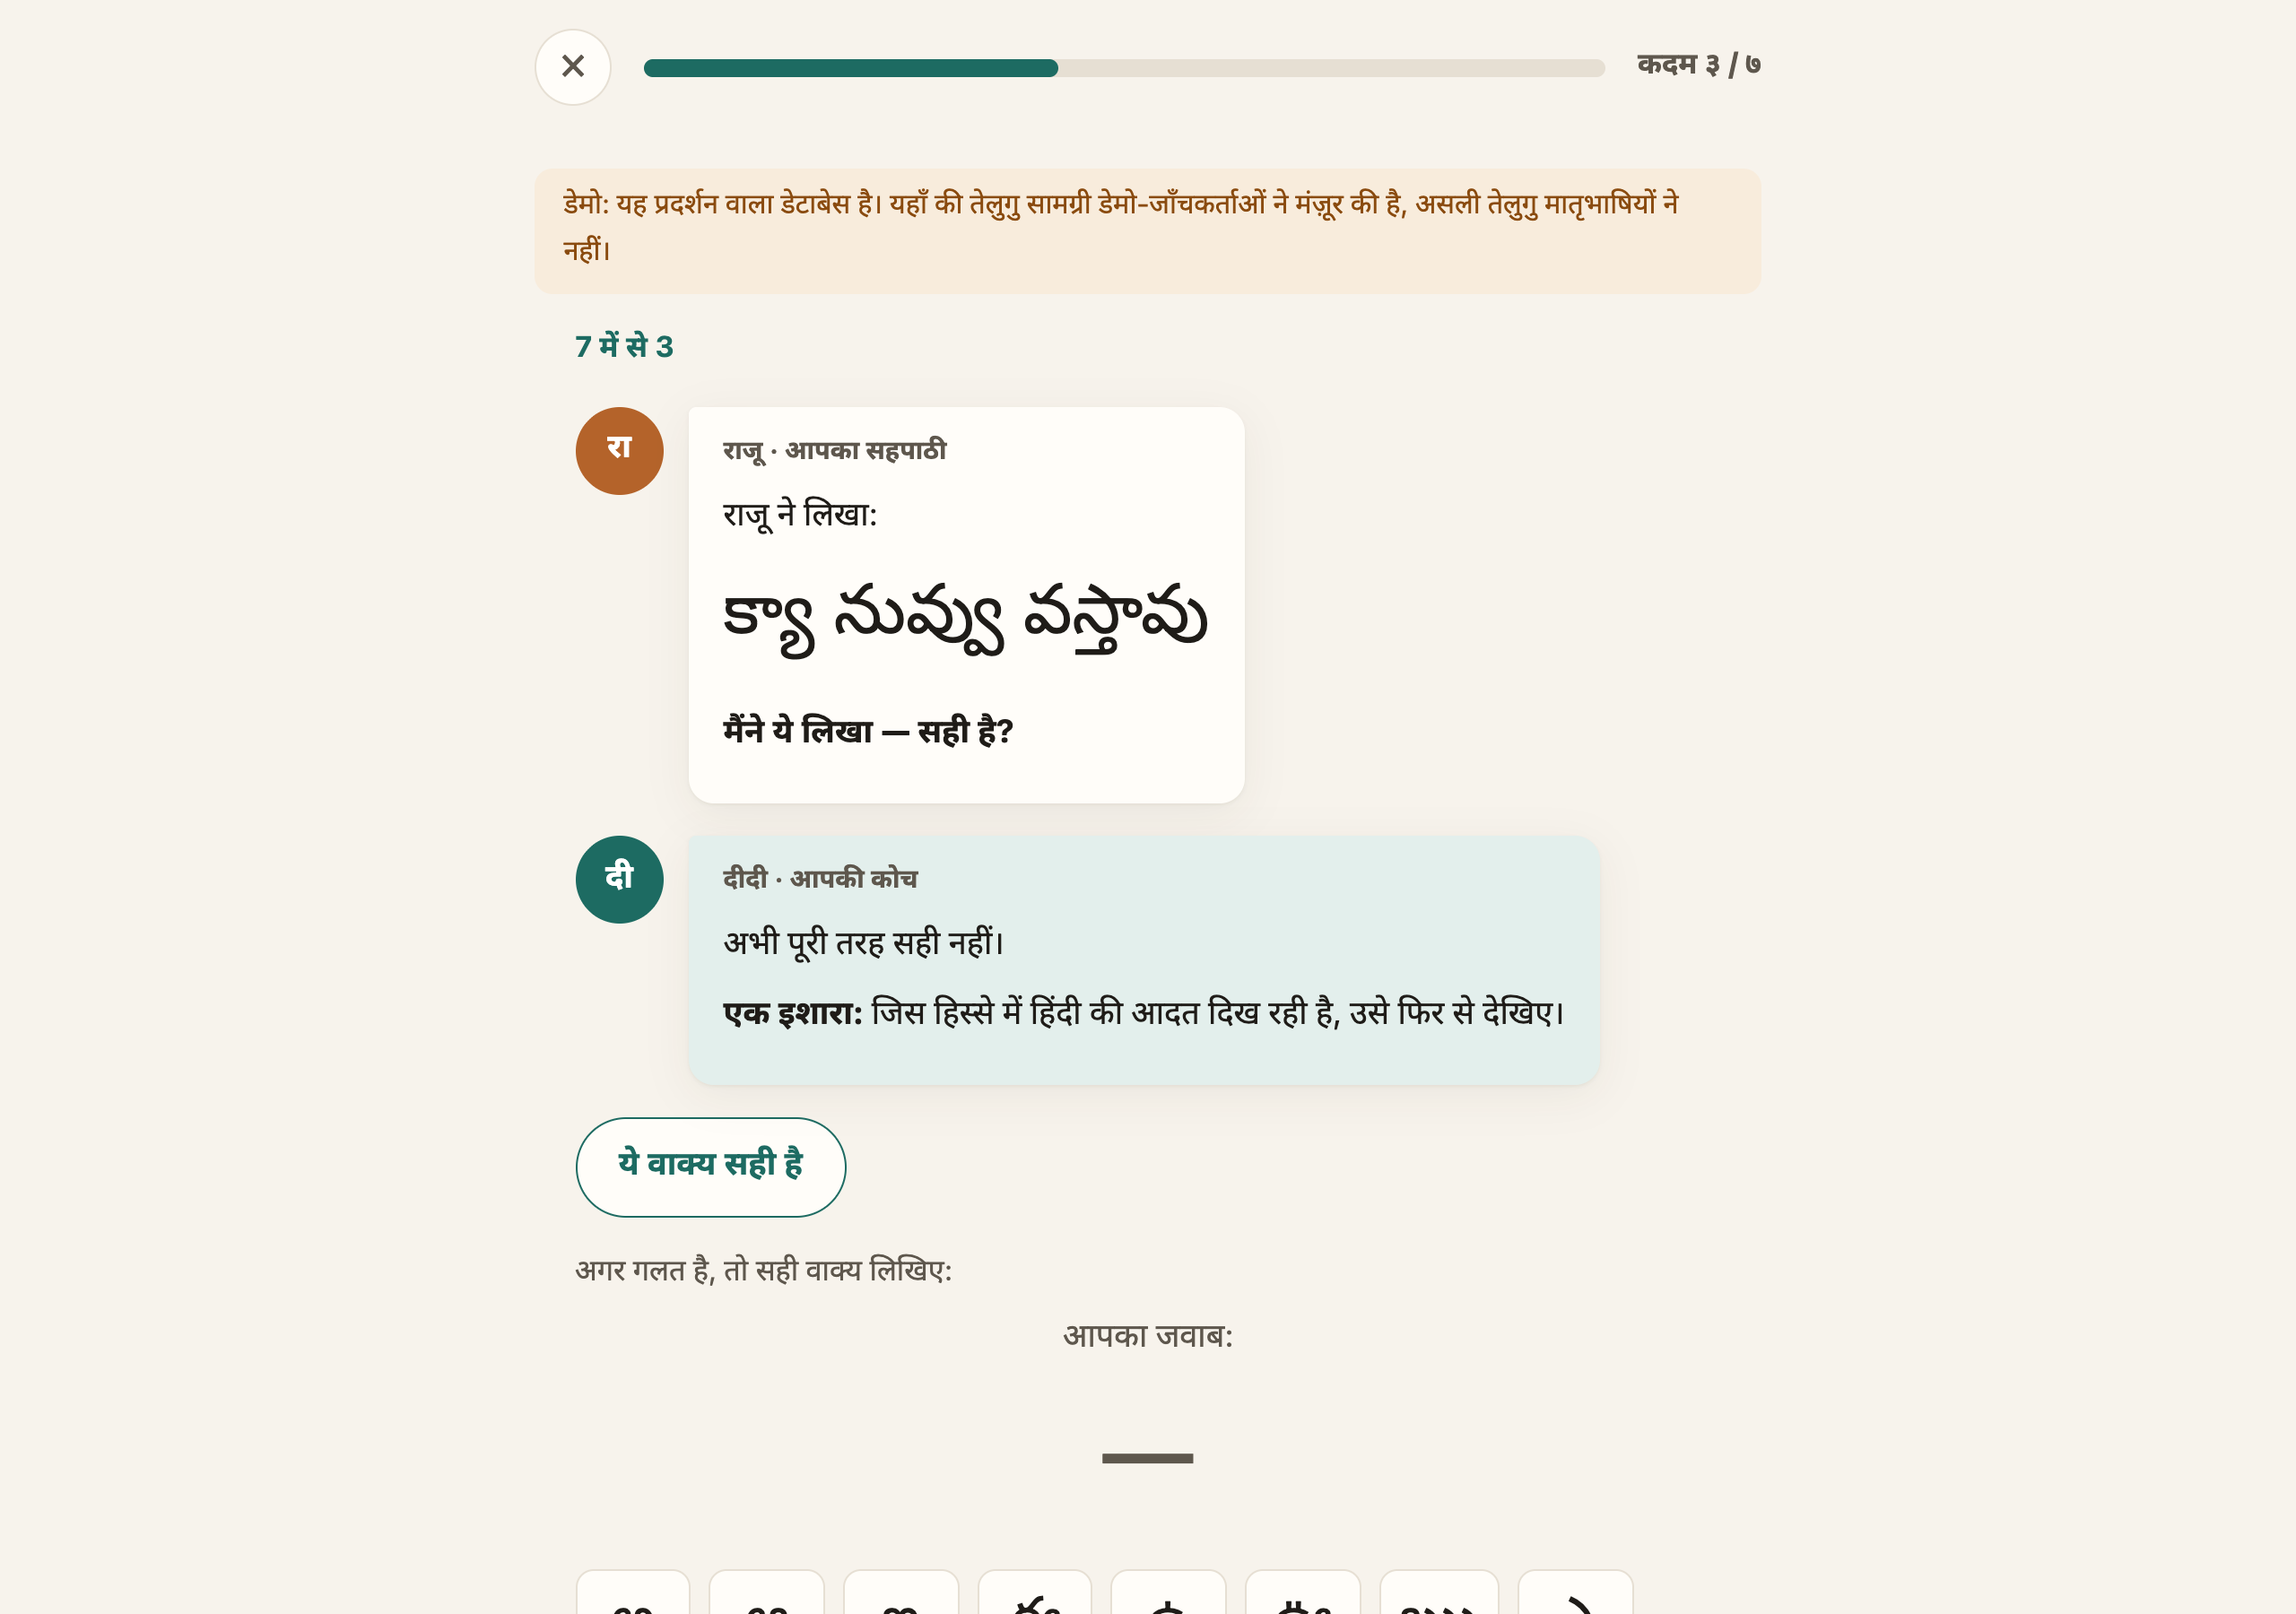 ×
कदम ३ / ७
डेमो: यह प्रदर्शन वाला डेटाबेस है। यहाँ की तेलुगु सामग्री डेमो-जाँचकर्ताओं ने मंज़ूर की है, असली तेलुगु मातृभाषियों ने
नहीं।
7 में से 3
रा
राजू · आपका सहपाठी
राजू ने लिखा:
క్యా నువ్వు వస్తావు
मैंने ये लिखा — सही है?
दी
दीदी · आपकी कोच
अभी पूरी तरह सही नहीं।
एक इशारा: जिस हिस्से में हिंदी की आदत दिख रही है, उसे फिर से देखिए।
ये वाक्य सही है
अगर गलत है, तो सही वाक्य लिखिए:
आपका जवाब:
—